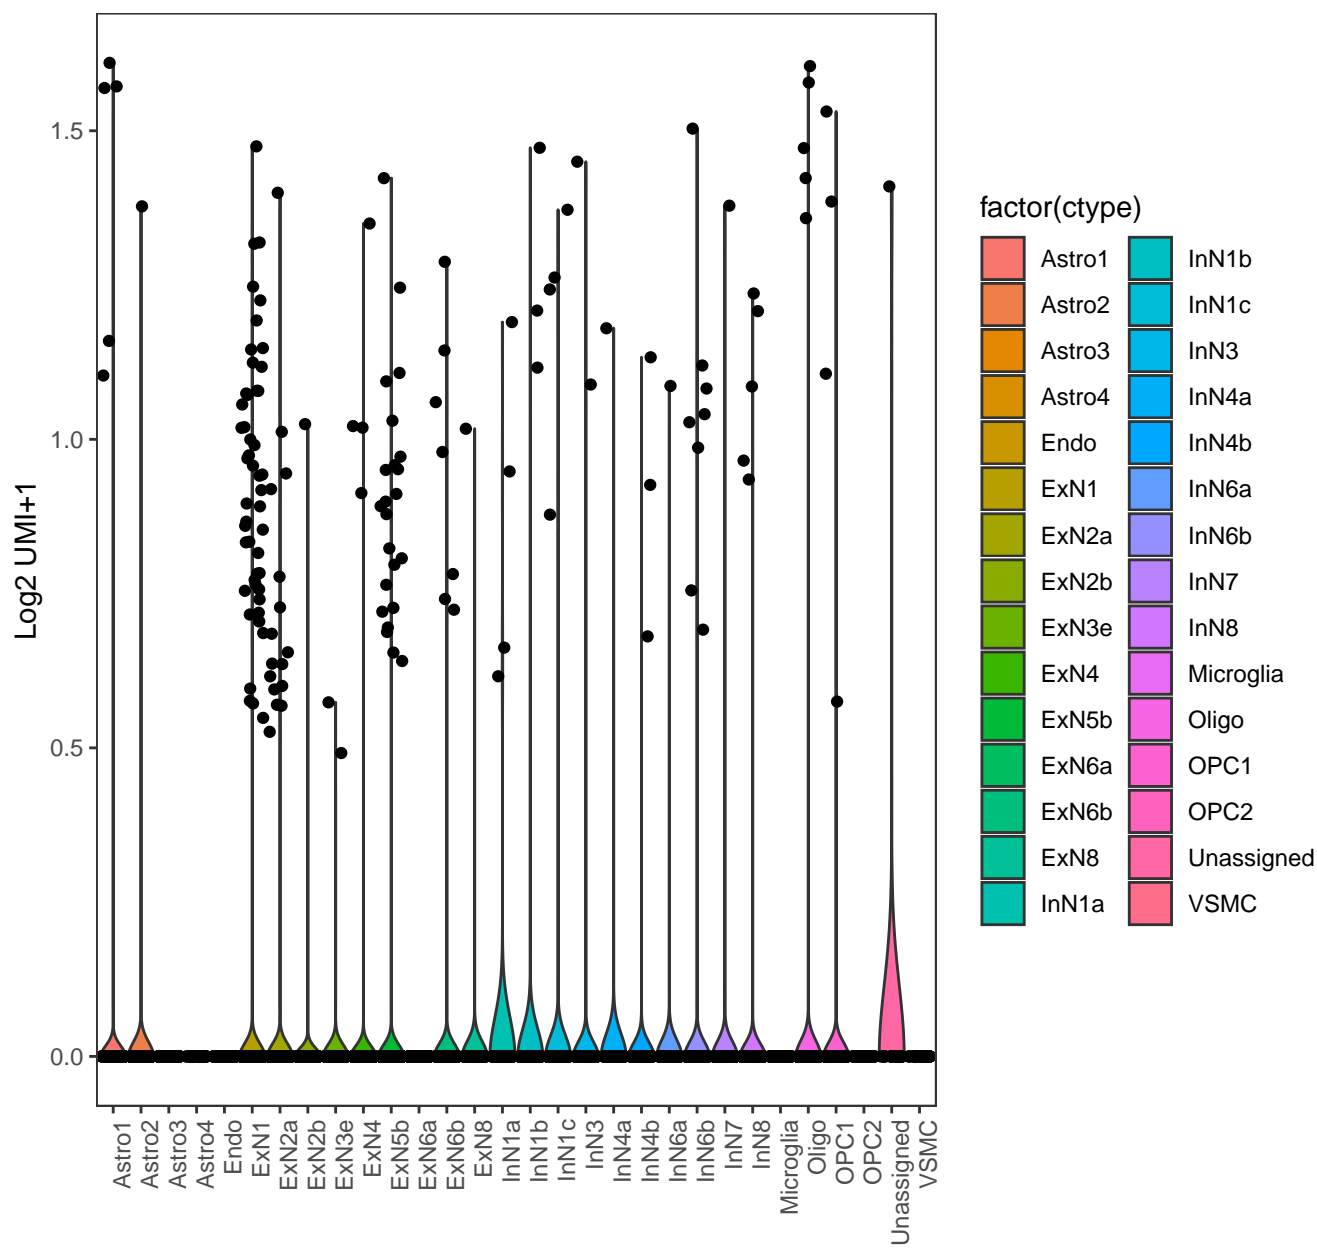 Log2 UMI+1
1.5
1.0
0.5
0.0
Astro1
Astro2
Astro3
Astro4
Endo
ExN1
ExN2a
ExN2b
ExN3e
ExN4
ExN5b
ExN6a
ExN6b
ExN8
InN1a
InN1b
InN1c
InN3
InN4a
InN4b
InN6a
InN6b
InN7
InN8
Microglia
Oligo
OPC1
OPC2
Unassigned
VSMC
factor(ctype)
Astro1
Astro2
Astro3
Astro4
Endo
ExN1
ExN2a
ExN2b
ExN3e
ExN4
ExN5b
ExN6a
ExN6b
ExN8
InN1a
InN1b
InN1c
InN3
InN4a
InN4b
InN6a
InN6b
InN7
InN8
Microglia
Oligo
OPC1
OPC2
Unassigned
VSMC